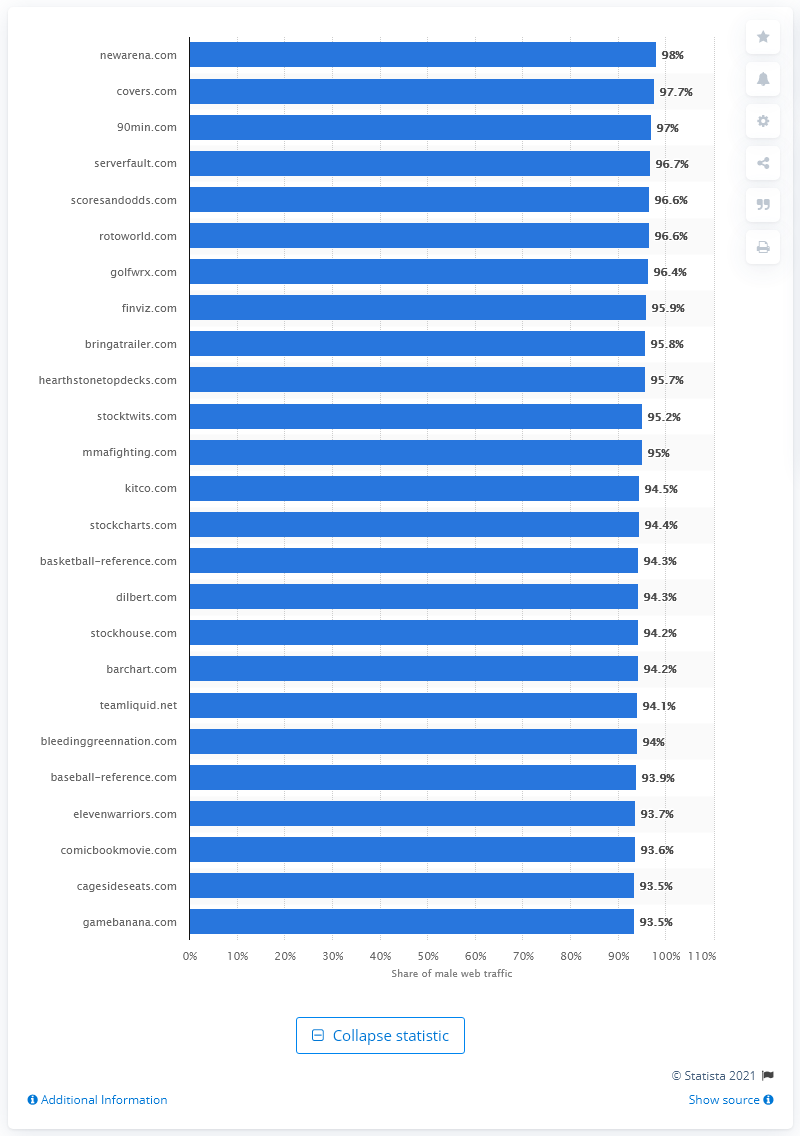 newarena.com 98%
covers.com 97.7%
90min.com 97%
serverfault.com 96.7%
scoresandodds.com 96.6%
rotoworld.com 96.6%
golfwrx.com 96.4%
finviz.com 95.9%
bringatrailer.com 95.8%
hearthstonetopdecks.com 95.7%
stocktwits.com 95.2%
mmafighting.com 95%
kitco.com 94.5%
stockcharts.com 94.4%
basketball-reference.com 94.3%
dilbert.com 94.3%
stockhouse.com 94.2%
barchart.com 94.2%
teamliquid.net 94.1%
bleedinggreennation.com 94%
baseball-reference.com 93.9%
elevenwarriors.com 93.7%
comicbookmovie.com 93.6%
cagesideseats.com 93.5%
gamebanana.com 93.5%
0% 10% 20% 30% 40% 50% 60% 70% 80% 90% 100% 110%
Share of male web traffic
Collapse statistic
© Statista 2021
Additional Information Show source